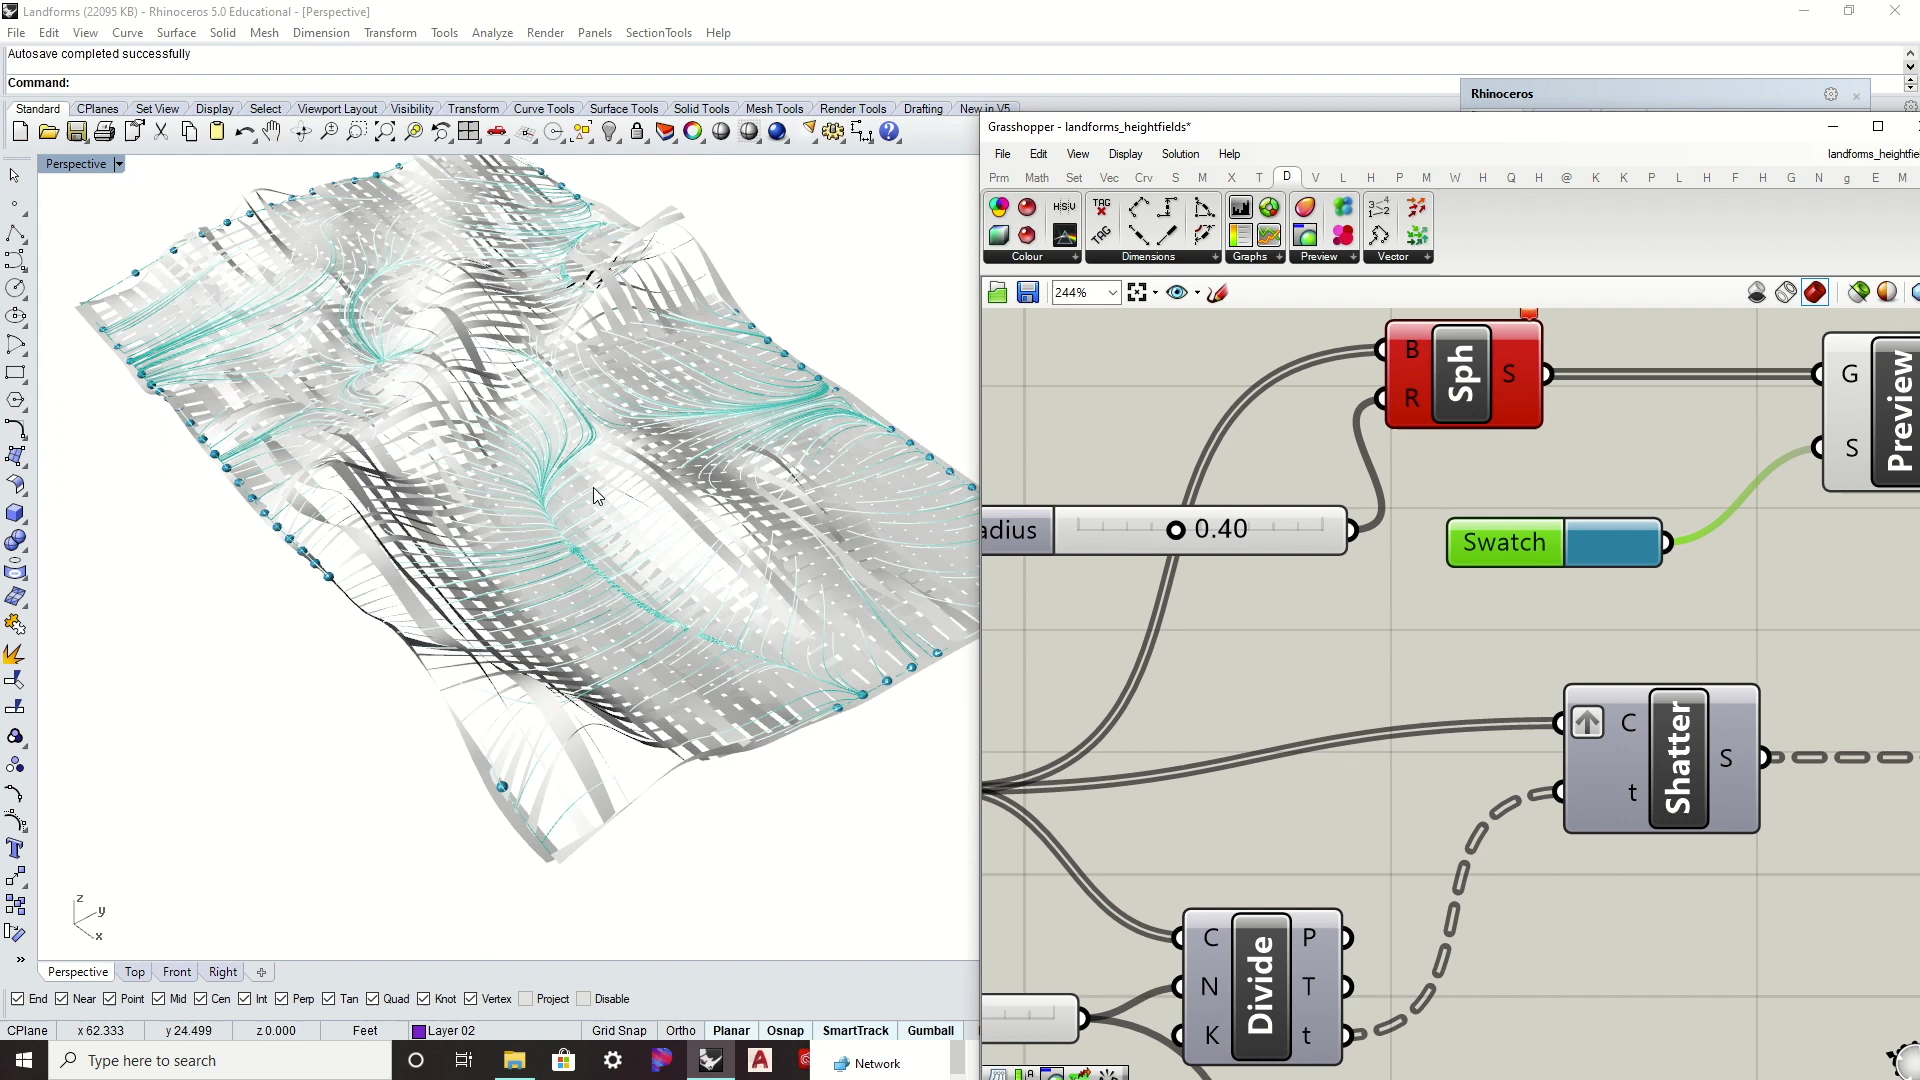 Landforms (22095 KB) - Rhinoceros 5.0 Educational - [Perspective]
File Edit View Curve Surface Solid Mesh Dimension Transform Tools Analyze Render Panels SectionTools Help
Autosave completed successfully
Command:
Rhinoceros
Standard CPlanes Set View Display Select Viewport Layout Visibility Transform Curve Tools Surface Tools Solid Tools Mesh Tools Render Tools Drafting New in V5
Perspective
Grasshopper - landforms_heightfields*
File Edit View Display Solution Help
landforms_heightfie
Prm Math Set Vec Crv S M X T D V L H P M W H Q H @ K K P L H F H G N g E M
HSV
TAG
TAG
Colour Dimensions Graphs Preview Vector
244%
B
R
Sph
S
G
S
Preview
adius
0.40
Swatch
C
t
Shatter
S
C
N
K
Divide
P
T
t
z
y
x
Perspective Top Front Right
End Near Point Mid Cen Int Perp Tan Quad Knot Vertex Project Disable
CPlane x 62.333 y 24.499 z 0.000 Feet Layer 02 Grid Snap Ortho Planar Osnap SmartTrack Gumball
Type here to search
Network